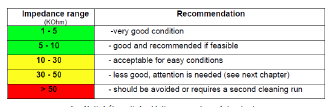 Impedance range
(KOhm)
Recommendation
1 - 5
-very good condition
5 - 10
- good and recommended if feasible
10 - 30
- acceptable for easy conditions
30 - 50
- less good, attention is needed (see next chapter)
> 50
- should be avoided or requires a second cleaning run